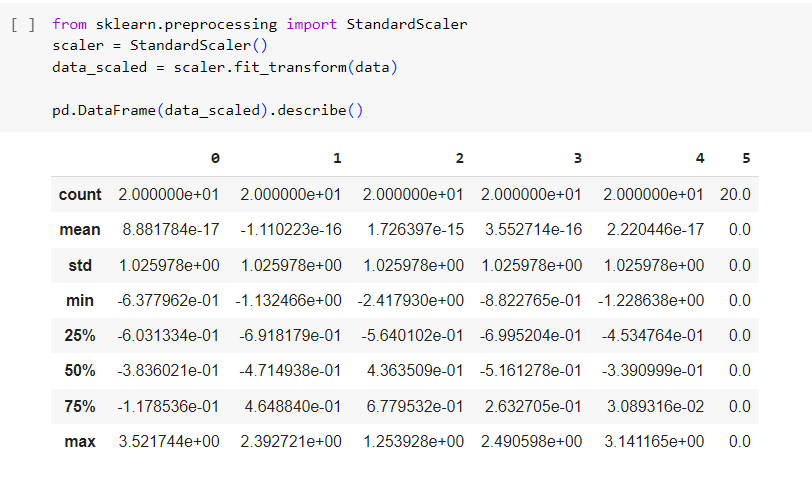 [ ] from sklearn.preprocessing import StandardScaler
scaler = StandardScaler()
data_scaled = scaler.fit_transform(data)
pd.DataFrame(data_scaled).describe()
0 1 2 3 4 5
count 2.000000e+01 2.000000e+01 2.000000e+01 2.000000e+01 2.000000e+01 20.0
mean 8.881784e-17 -1.110223e-16 1.726397e-15 3.552714e-16 2.220446e-17 0.0
std 1.025978e+00 1.025978e+00 1.025978e+00 1.025978e+00 1.025978e+00 0.0
min -6.377962e-01 -1.132466e+00 -2.417930e+00 -8.822765e-01 -1.228638e+00 0.0
25% -6.031334e-01 -6.918179e-01 -5.640102e-01 -6.995204e-01 -4.534764e-01 0.0
50% -3.836021e-01 -4.714938e-01 4.363509e-01 -5.161278e-01 -3.390999e-01 0.0
75% -1.178536e-01 4.648840e-01 6.779532e-01 2.632705e-01 3.089316e-02 0.0
max 3.521744e+00 2.392721e+00 1.253928e+00 2.490598e+00 3.141165e+00 0.0